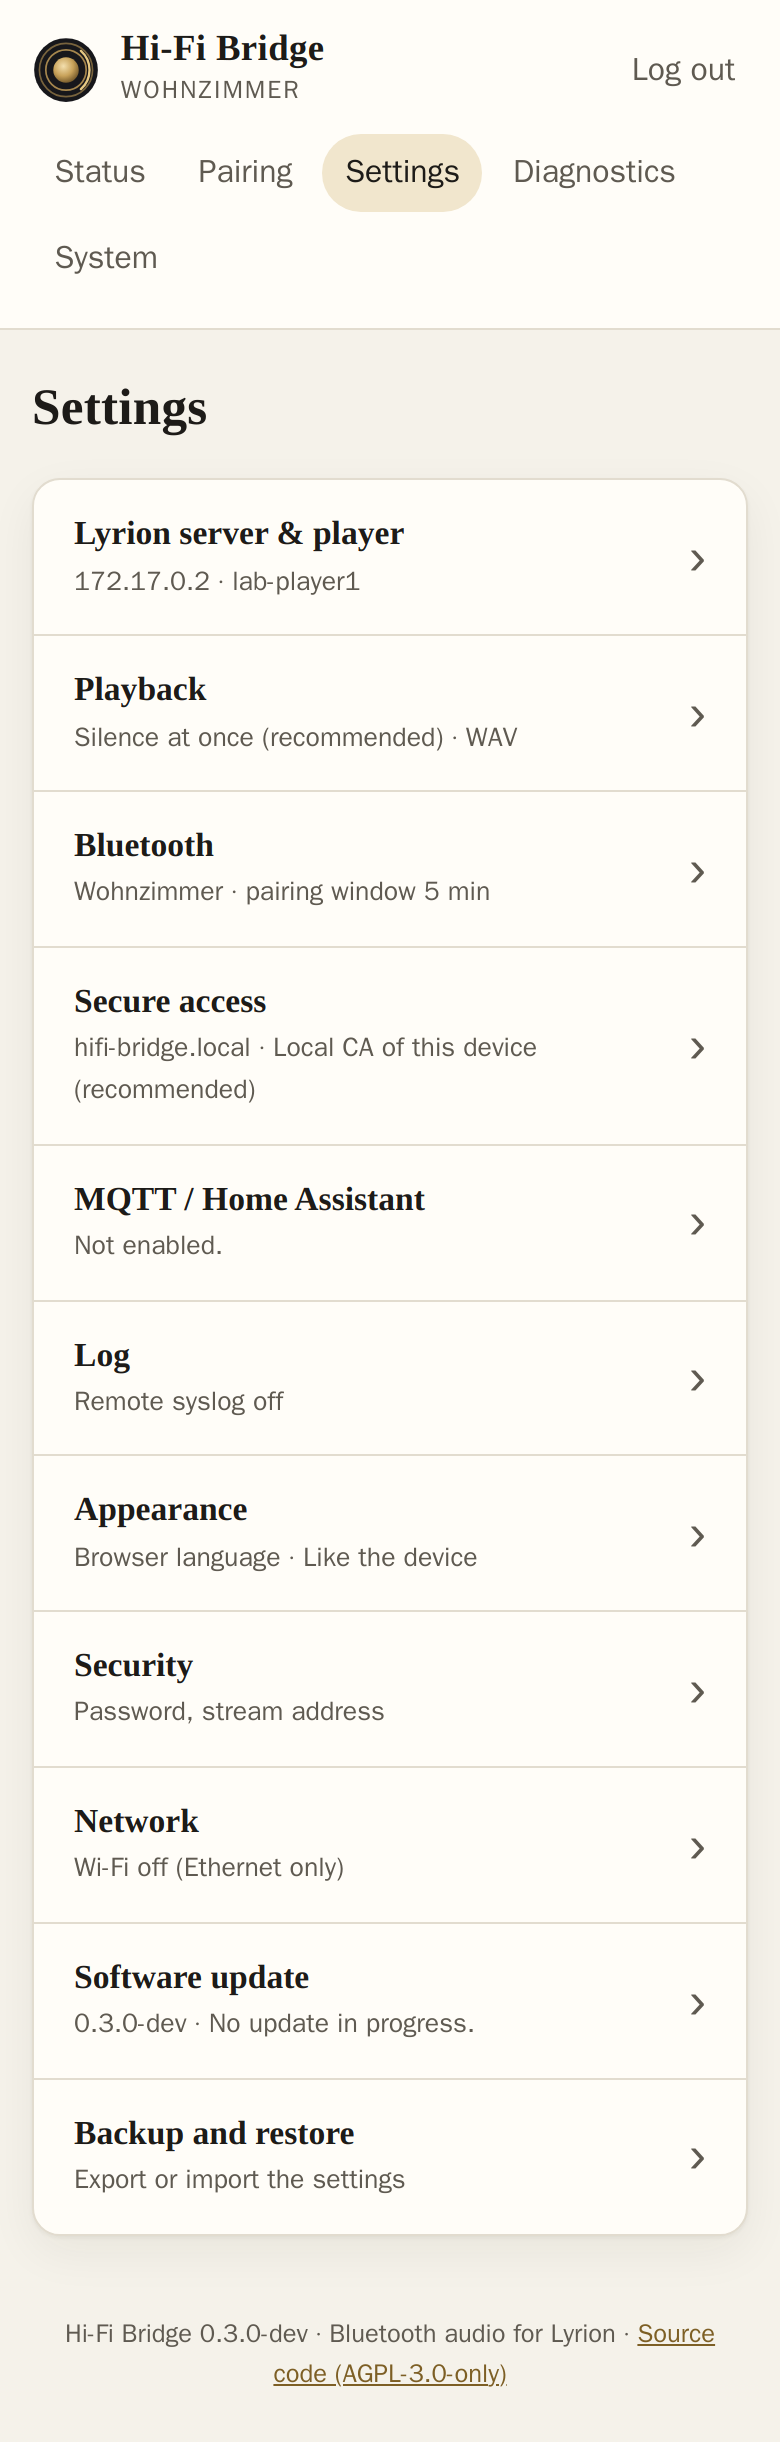 Hi-Fi Bridge
WOHNZIMMER
Log out
Status Pairing Settings Diagnostics
System
Settings
Lyrion server & player
172.17.0.2 · lab-player1
Playback
Silence at once (recommended) · WAV
Bluetooth
Wohnzimmer · pairing window 5 min
Secure access
hifi-bridge.local · Local CA of this device
(recommended)
MQTT / Home Assistant
Not enabled.
Log
Remote syslog off
Appearance
Browser language · Like the device
Security
Password, stream address
Network
Wi-Fi off (Ethernet only)
Software update
0.3.0-dev · No update in progress.
Backup and restore
Export or import the settings
Hi-Fi Bridge 0.3.0-dev · Bluetooth audio for Lyrion · Source
code (AGPL-3.0-only)